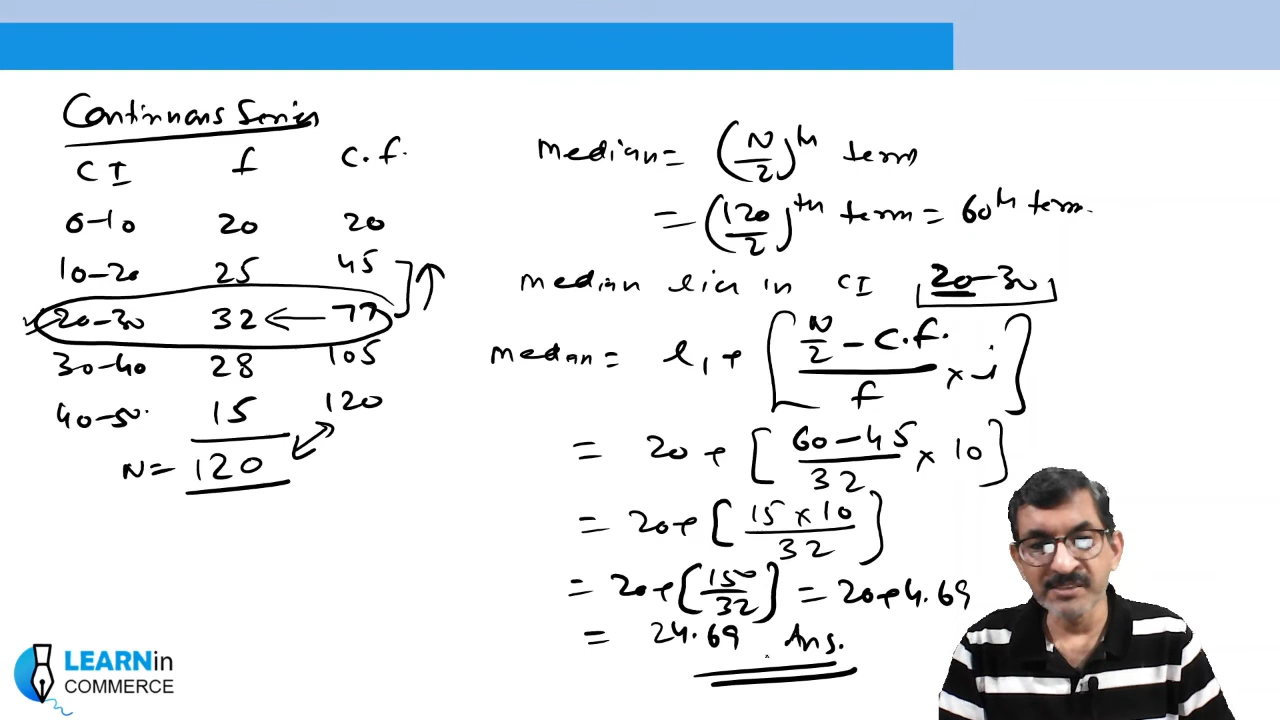 Continuous Series
CI f c.f.
0-10 20 20
10-20 25 45
20-30 32 77
30-40 28 105
40-50. 15 120
N= 120
Median = (N/2)th term
= (120/2)th term = 60th term.
Median lies in CI 20-30
Median = l1 + [N/2 - c.f. / f × i]
= 20 + [60-45 / 32 × 10]
= 20+ [15 × 10 / 32]
= 20+ [150/32] = 20+4.69
= 24.69 Ans.
LEARNin
COMMERCE